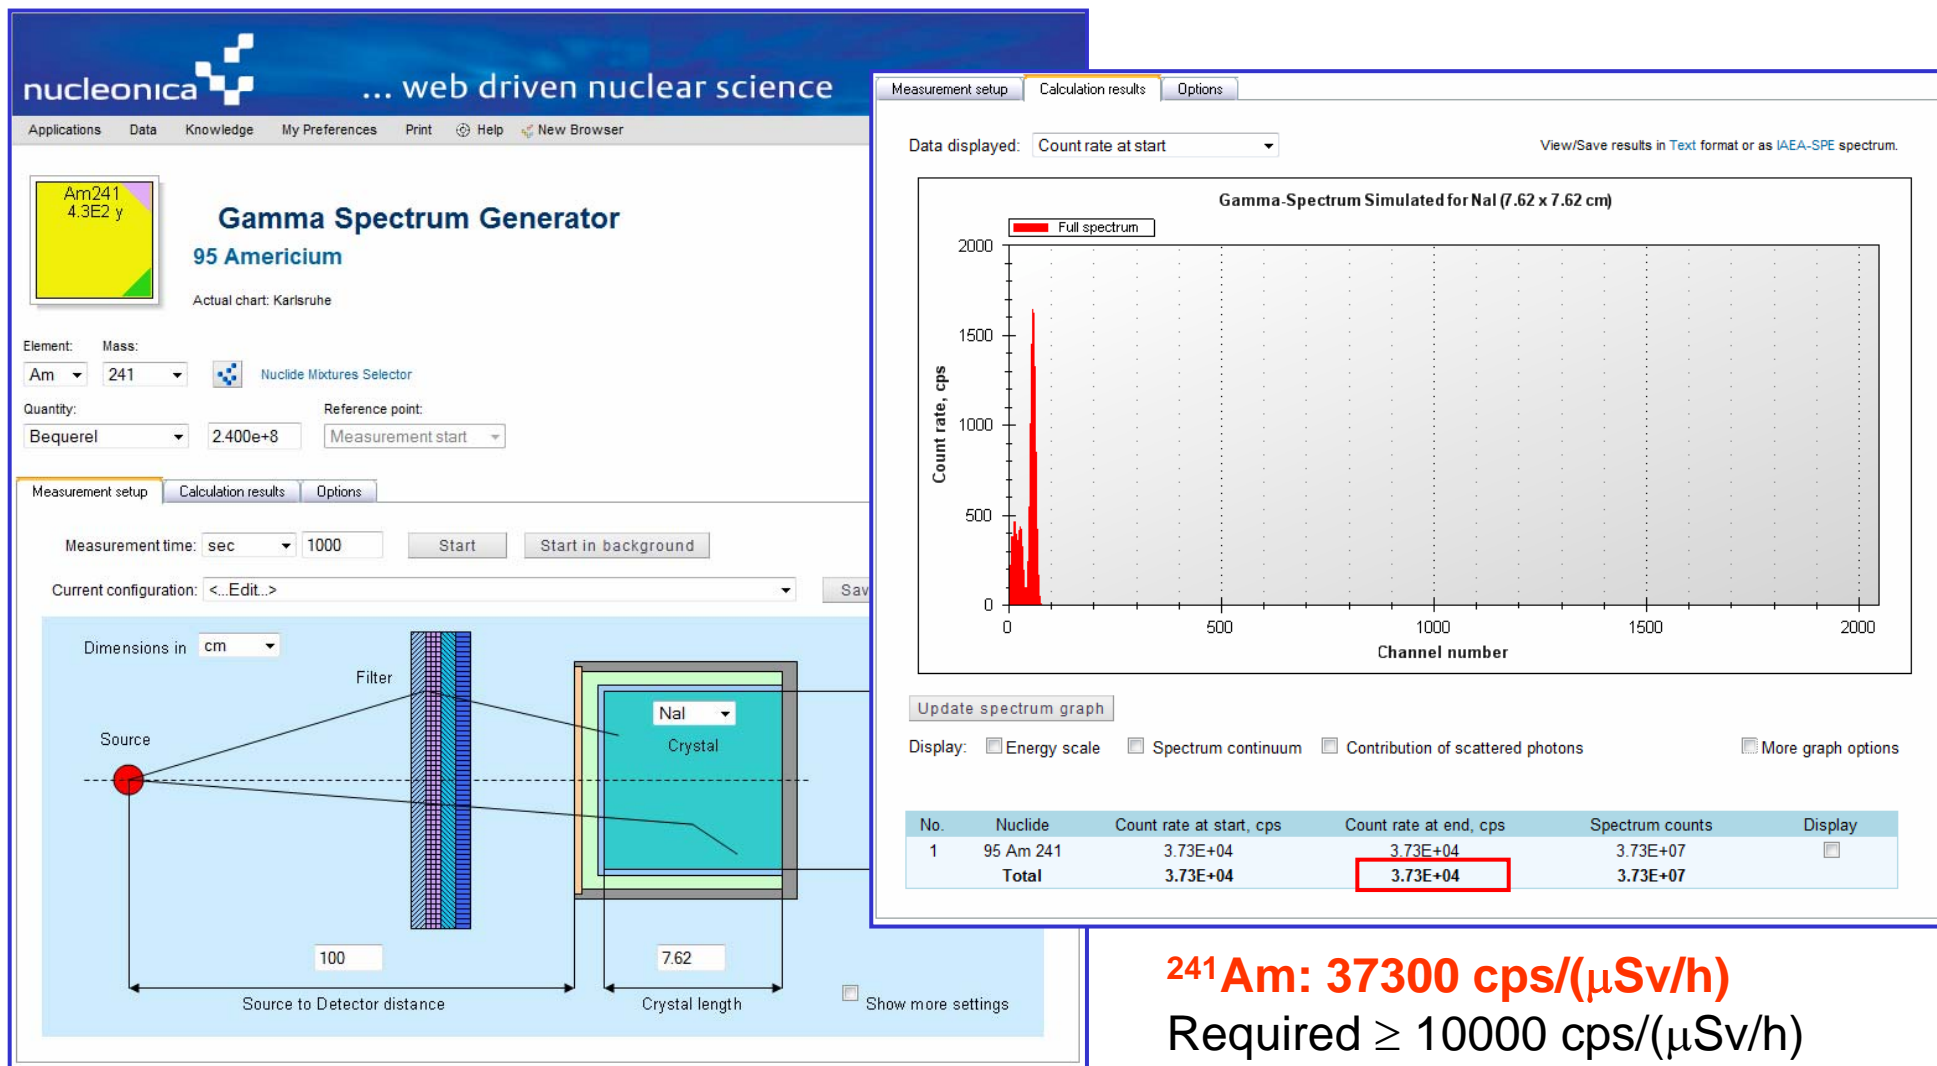 nucleonica ... web driven nuclear science
Applications Data Knowledge My Preferences Print Help New Browser
Am241
4.3E2 y
Gamma Spectrum Generator
95 Americium
Actual chart: Karlsruhe
Element: Mass:
Am 241 Nuclide Mixtures Selector
Quantity: Reference point:
Bequerel 2.400e+8 Measurement start
Measurement setup Calculation results Options
Measurement time: sec 1000 Start Start in background
Current configuration: <...Edit...> Sav
Dimensions in cm
Filter
Source
NaI
Crystal
100 7.62
Source to Detector distance Crystal length Show more settings
Measurement setup Calculation results Options
Data displayed: Count rate at start View/Save results in Text format or as IAEA-SPE spectrum.
Gamma-Spectrum Simulated for NaI (7.62 x 7.62 cm)
Full spectrum
2000
1500
1000
500
0
Count rate, cps
0 500 1000 1500 2000
Channel number
Update spectrum graph
Display: Energy scale Spectrum continuum Contribution of scattered photons More graph options
No. Nuclide Count rate at start, cps Count rate at end, cps Spectrum counts Display
1 95 Am 241 3.73E+04 3.73E+04 3.73E+07
Total 3.73E+04 3.73E+04 3.73E+07
²⁴¹Am: 37300 cps/(μSv/h)
Required ≥ 10000 cps/(μSv/h)